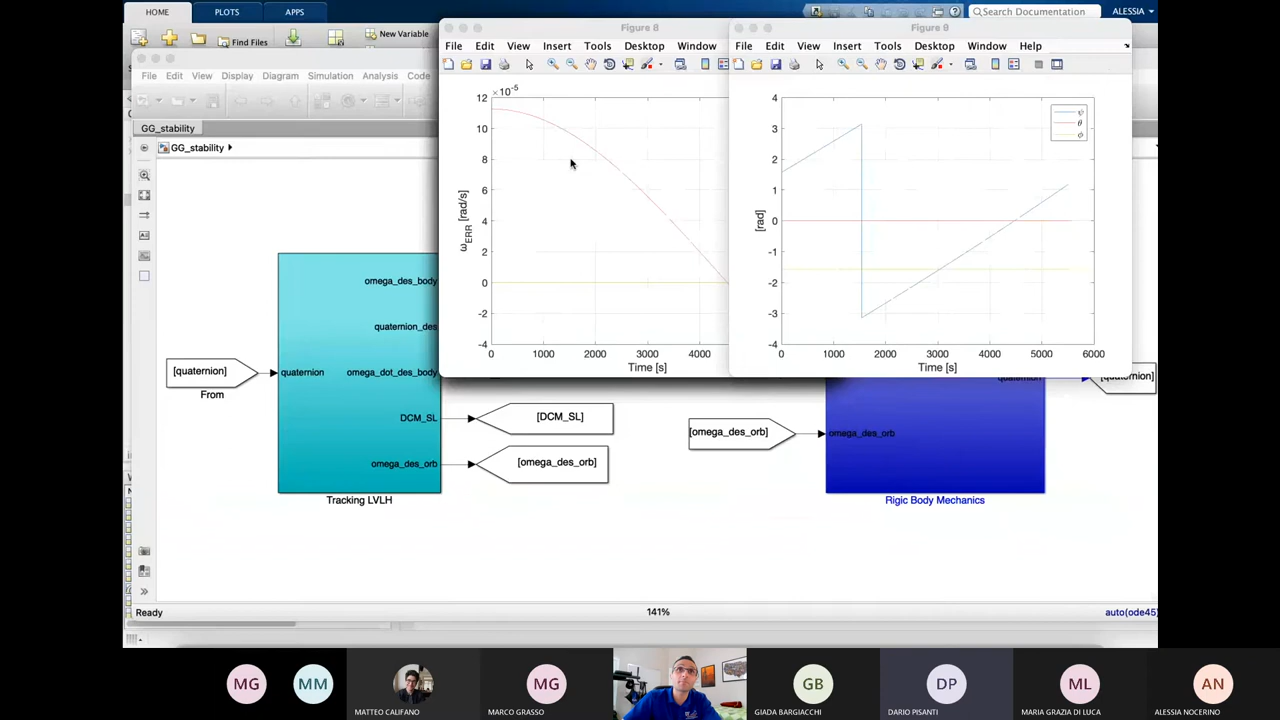 HOME
PLOTS
APPS
Search Documentation
ALESSIA
Find Files
New Variable
File Edit View Display Diagram Simulation Analysis Code
GG_stability
GG_stability
Figure 8
File Edit View Insert Tools Desktop Window
×10-5
12
10
8
6
4
2
0
-2
-4
ωERR [rad/s]
0 1000 2000 3000 4000
Time [s]
Figure 9
File Edit View Insert Tools Desktop Window Help
4
3
2
1
0
-1
-2
-3
-4
[rad]
ψ
θ
ϕ
0 1000 2000 3000 4000 5000 6000
Time [s]
[quaternion]
From
quaternion
omega_des_body
quaternion_des
omega_dot_des_body
DCM_SL
omega_des_orb
Tracking LVLH
[DCM_SL]
[omega_des_orb]
[omega_des_orb]
omega_des_orb
quaternion
[quaternion]
Rigic Body Mechanics
Ready
141%
auto(ode45)
MG
MM
MATTEO CALIFANO
MG
MARCO GRASSO
GB
GIADA BARGIACCHI
DP
DARIO PISANTI
ML
MARIA GRAZIA DI LUCA
AN
ALESSIA NOCERINO